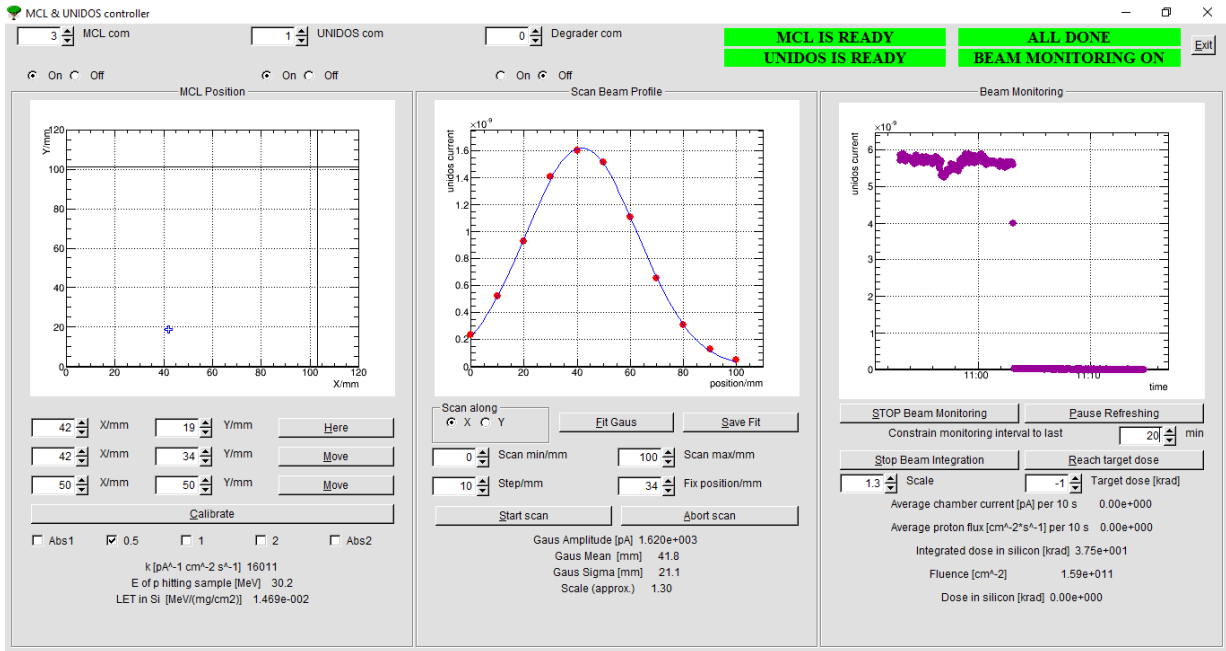 MCL & UNIDOS controller
3 MCL com
1 UNIDOS com
0 Degrader com
MCL IS READY
ALL DONE
Exit
UNIDOS IS READY
BEAM MONITORING ON
On Off
On Off
On Off
MCL Position
Y/mm
120
100
80
60
40
20
0
0 20 40 60 80 100 120
X/mm
42 X/mm 19 Y/mm Here
42 X/mm 34 Y/mm Move
50 X/mm 50 Y/mm Move
Calibrate
Abs1 0.5 1 2 Abs2
k [pA^-1 cm^-2 s^-1] 16011
E of p hitting sample [MeV] 30.2
LET in Si [MeV/(mg/cm2)] 1.469e-002
Scan Beam Profile
×10⁻⁹
unidos current
1.6
1.4
1.2
1
0.8
0.6
0.4
0.2
0
0 20 40 60 80 100
position/mm
Scan along
X Y
Fit Gaus
Save Fit
0 Scan min/mm 100 Scan max/mm
10 Step/mm 34 Fix position/mm
Start scan
Abort scan
Gaus Amplitude [pA] 1.620e+003
Gaus Mean [mm] 41.8
Gaus Sigma [mm] 21.1
Scale (approx.) 1.30
Beam Monitoring
×10⁻⁹
unidos current
6
5
4
3
2
1
0
11:00 11:10
time
STOP Beam Monitoring
Pause Refreshing
Constrain monitoring interval to last 20 min
Stop Beam Integration
Reach target dose
1.3 Scale -1 Target dose [krad]
Average chamber current [pA] per 10 s 0.00e+000
Average proton flux [cm^-2*s^-1] per 10 s 0.00e+000
Integrated dose in silicon [krad] 3.75e+001
Fluence [cm^-2] 1.59e+011
Dose in silicon [krad] 0.00e+000